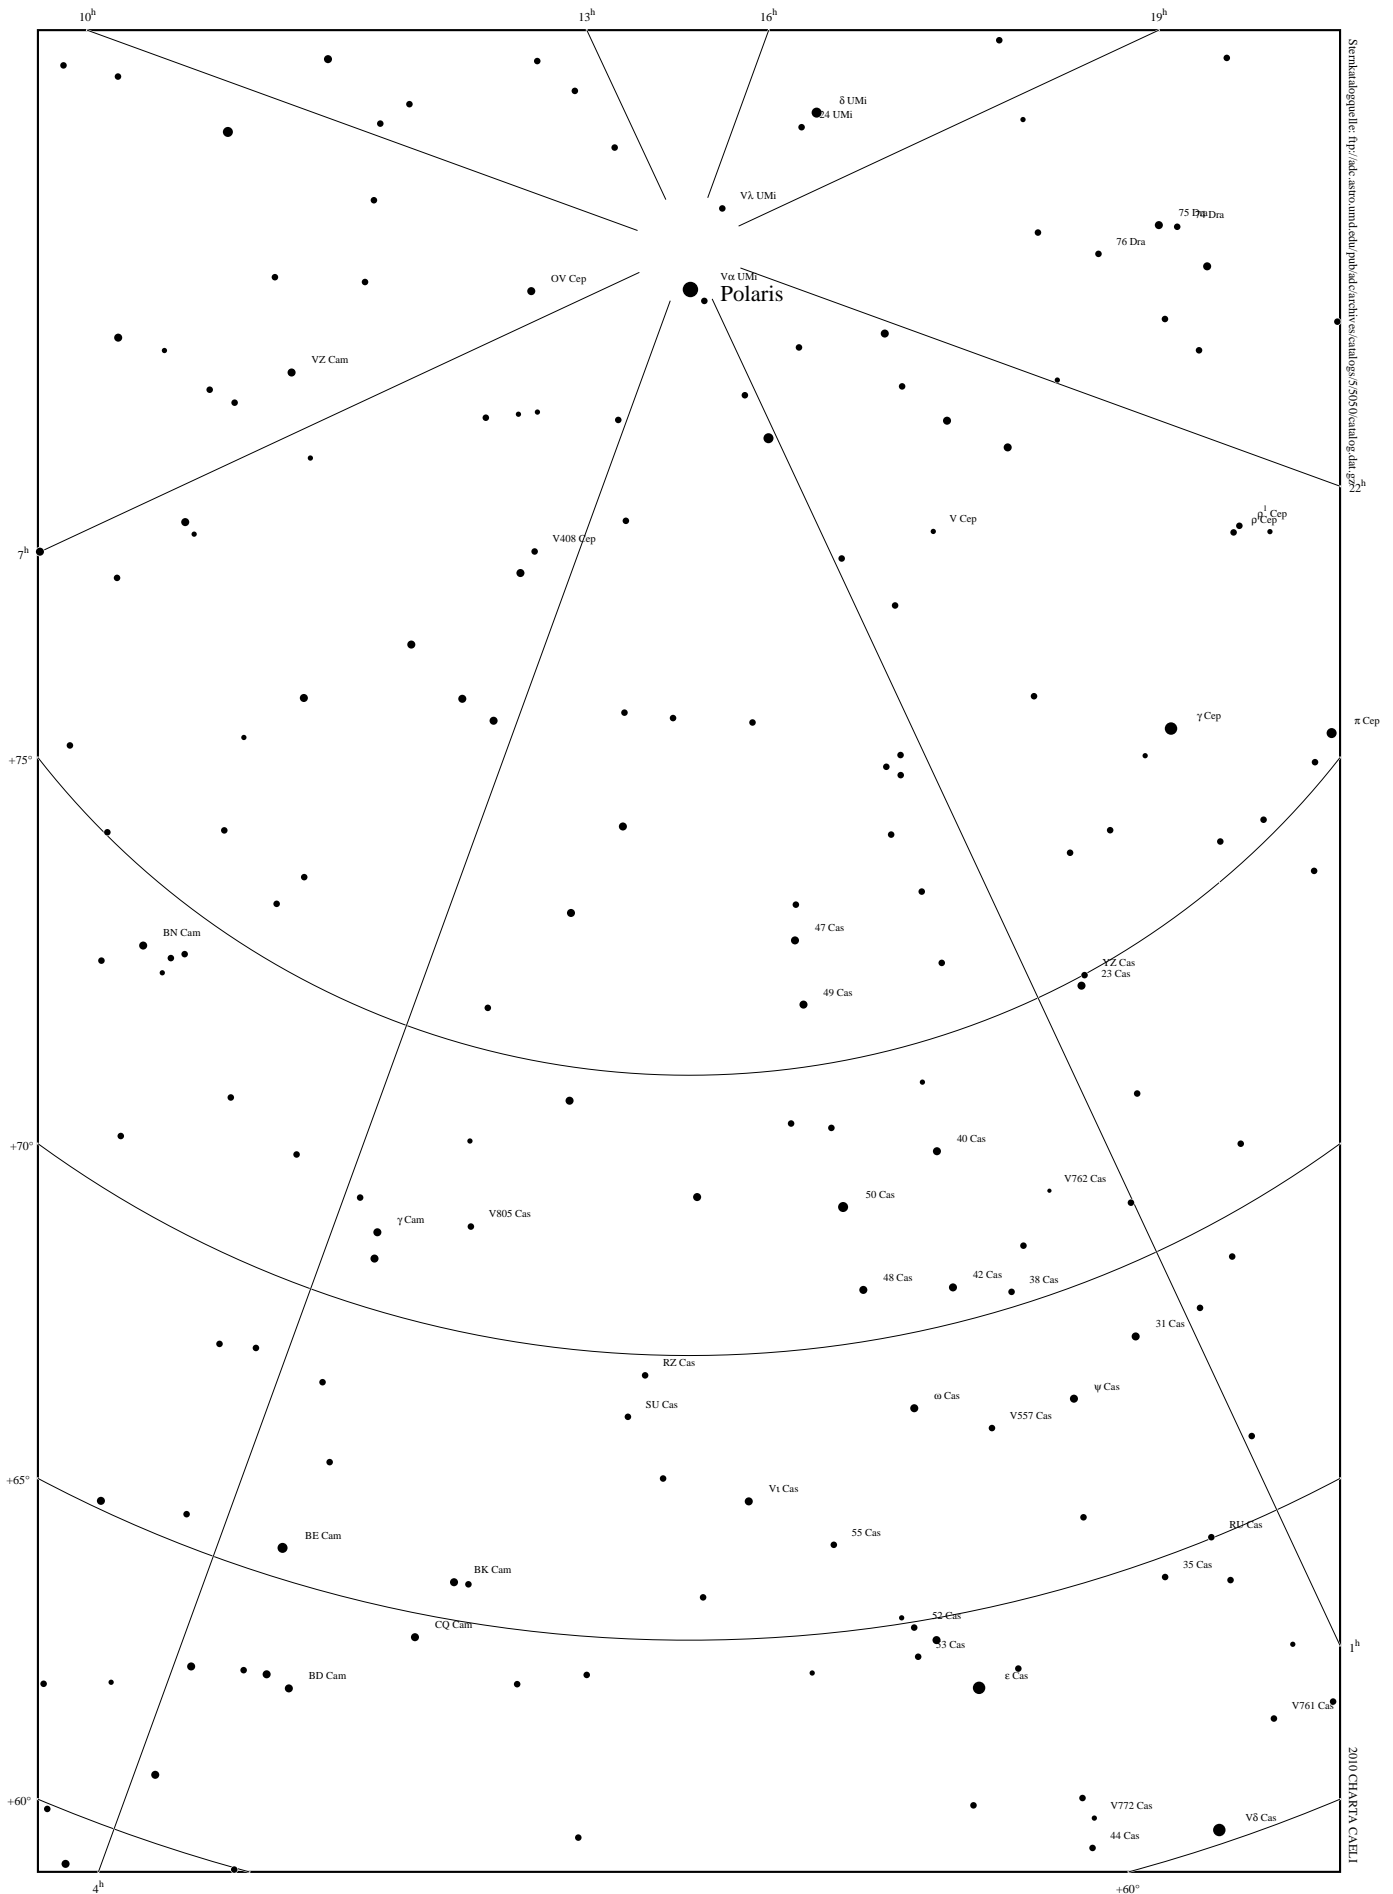 10h
13h
16h
19h
δ UMi
24 UMi
Vλ UMi
75 Dra
74 Dra
76 Dra
OV Cep
Vα UMi
Polaris
VZ Cam
22h
ρ1 Cep
ρ Cep
V Cep
V408 Cep
7h
γ Cep
π Cep
+75°
BN Cam
47 Cas
YZ Cas
23 Cas
49 Cas
+70°
40 Cas
V762 Cas
50 Cas
γ Cam
V805 Cas
48 Cas
42 Cas
38 Cas
31 Cas
RZ Cas
ψ Cas
ω Cas
SU Cas
V557 Cas
+65°
Vι Cas
RU Cas
55 Cas
BE Cam
35 Cas
BK Cam
52 Cas
CQ Cam
53 Cas
1h
BD Cam
ε Cas
V761 Cas
+60°
V772 Cas
Vδ Cas
44 Cas
4h
+60°
Sternkatalogquelle: ftp://adc.astro.umd.edu/pub/adc/archives/catalogs/5/5050/catalog.dat.gz
2010 CHARTA CAELI